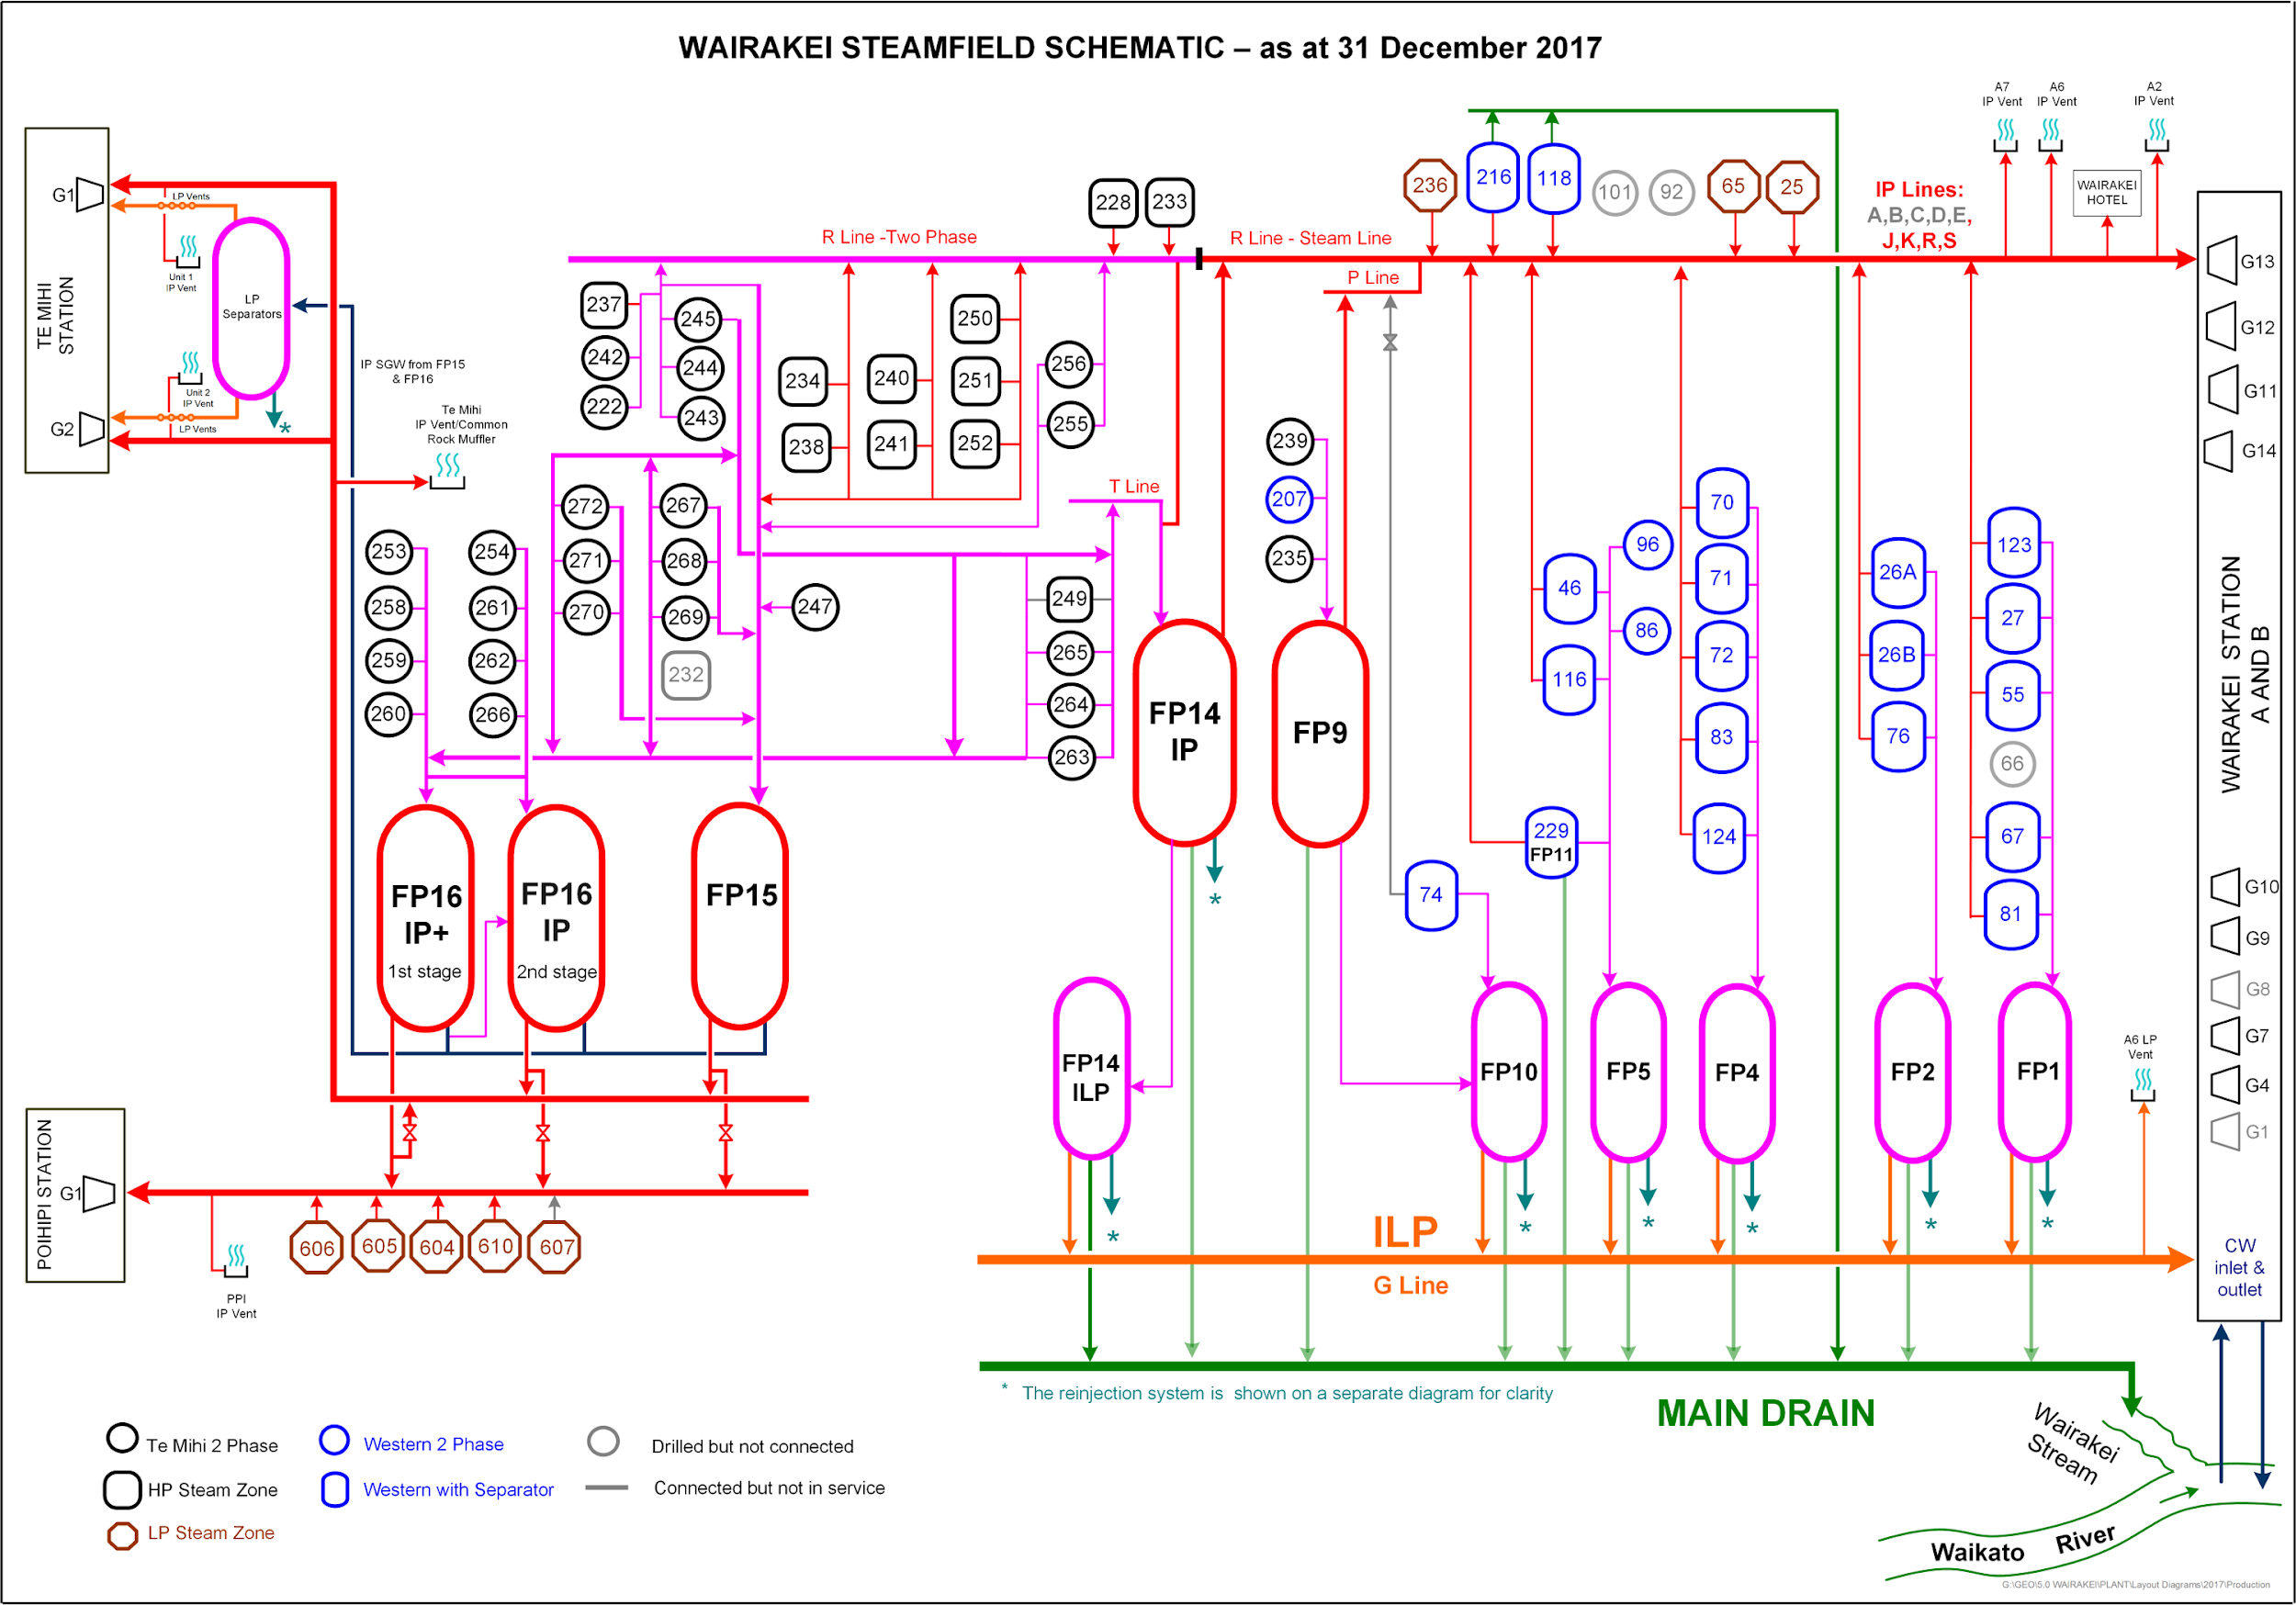 WAIRAKEI STEAMFIELD SCHEMATIC – as at 31 December 2017
A7
IP Vent
A6
IP Vent
A2
IP Vent
WAIRAKEI
HOTEL
IP Lines:
A,B,C,D,E,
J,K,R,S
TE MIHI
STATION
G1
G2
LP Vents
Unit 1
IP Vent
LP
Separators
Unit 2
IP Vent
LP Vents
*
IP SGW from FP15
& FP16
Te Mihi
IP Vent/Common
Rock Muffler
R Line -Two Phase
228
233
R Line - Steam Line
P Line
236
216
118
101
92
65
25
237
242
222
245
244
243
234
238
240
241
250
251
252
256
255
T Line
239
207
235
253
258
259
260
254
261
262
266
272
271
270
267
268
269
232
247
249
265
264
263
FP14
IP
*
FP9
96
86
46
116
229
FP11
74
70
71
72
83
124
26A
26B
76
123
27
55
66
67
81
WAIRAKEI STATION
A AND B
G13
G12
G11
G14
G10
G9
G8
G7
G4
G1
FP16
IP+
1st stage
FP16
IP
2nd stage
FP15
FP14
ILP
FP10
FP5
FP4
FP2
FP1
*
*
*
*
*
*
A6 LP
Vent
POIHIPI STATION
G1
PPI
IP Vent
606
605
604
610
607
ILP
G Line
CW
inlet &
outlet
* The reinjection system is shown on a separate diagram for clarity
MAIN DRAIN
Wairakei
Stream
Waikato River
Te Mihi 2 Phase
HP Steam Zone
LP Steam Zone
Western 2 Phase
Western with Separator
Drilled but not connected
Connected but not in service
G:\GEO\5.0 WAIRAKEI\PLANT\Layout Diagrams\2017\Production